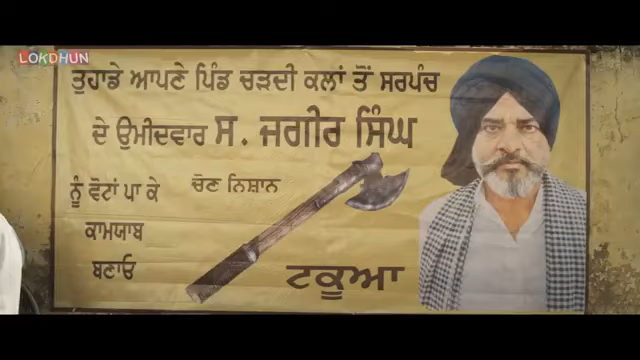 LOKDHUN
ਤੁਹਾਡੇ ਆਪਣੇ ਪਿੰਡ ਚੜਦੀ ਕਲਾਂ ਤੋਂ ਸਰਪੰਚ
ਦੇ ਉਮੀਦਵਾਰ ਸ. ਜਗੀਰ ਸਿੰਘ
ਨੂੰ ਵੋਟਾਂ ਪਾ ਕੇ
ਚੋਣ ਨਿਸ਼ਾਨ
ਕਾਮਯਾਬ
ਬਣਾਓ
ਟਕੂਆ